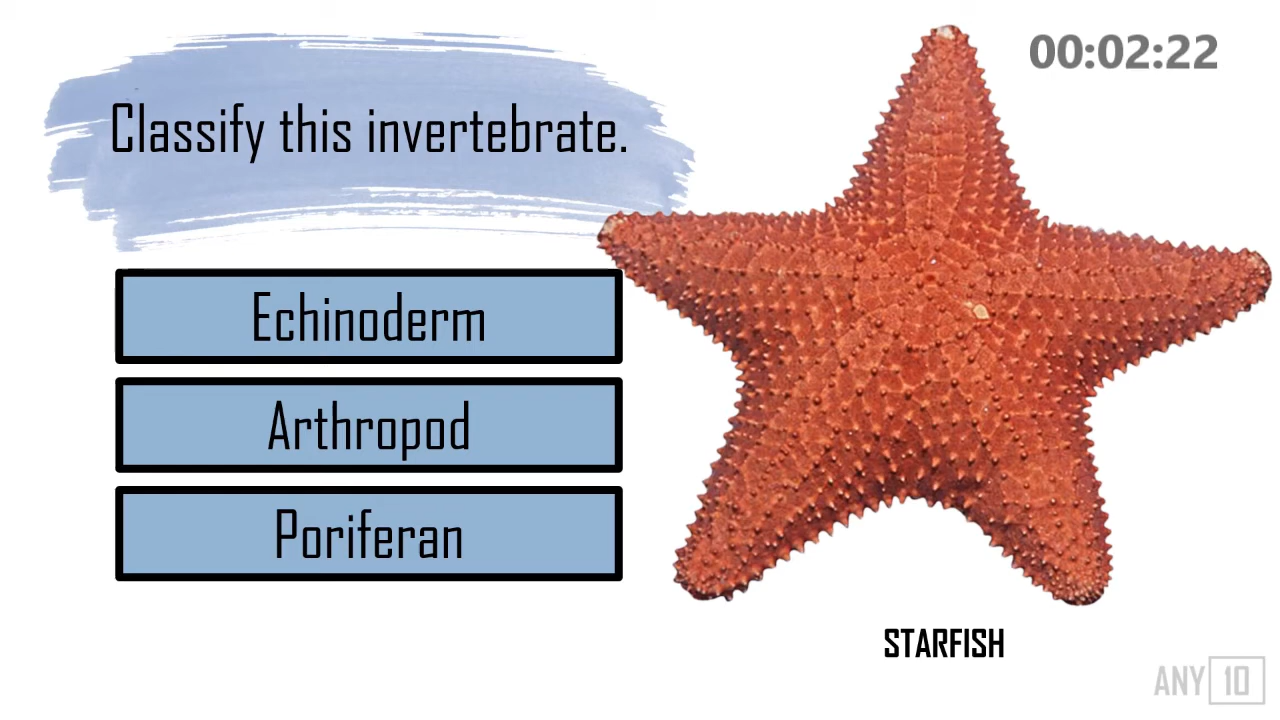 00:02:22
Classify this invertebrate.
Echinoderm
Arthropod
Poriferan
STARFISH
ANY 10